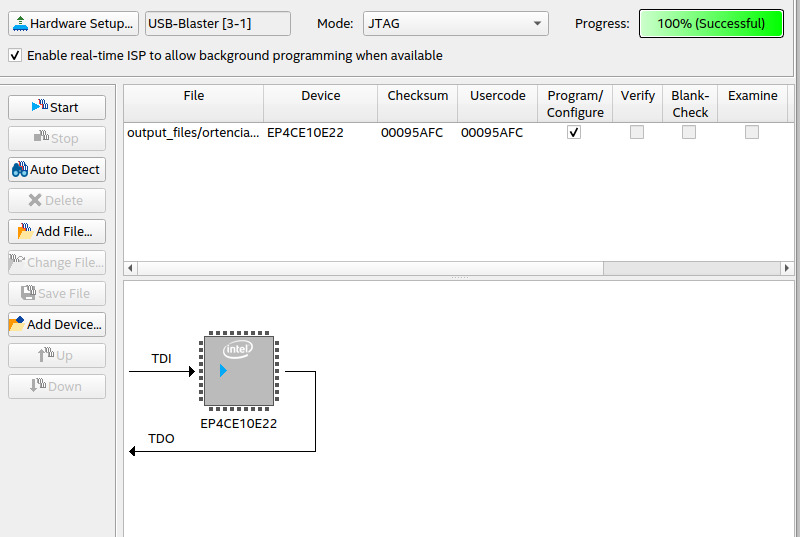 Hardware Setup...
USB-Blaster [3-1]
Mode:
JTAG
Progress:
100% (Successful)
Enable real-time ISP to allow background programming when available
Start
Stop
Auto Detect
Delete
Add File...
Change File...
Save File
Add Device...
Up
Down
File
Device
Checksum
Usercode
Program/
Configure
Verify
Blank-
Check
Examine
output_files/ortencia...
EP4CE10E22
00095AFC
00095AFC
TDI
intel
EP4CE10E22
TDO